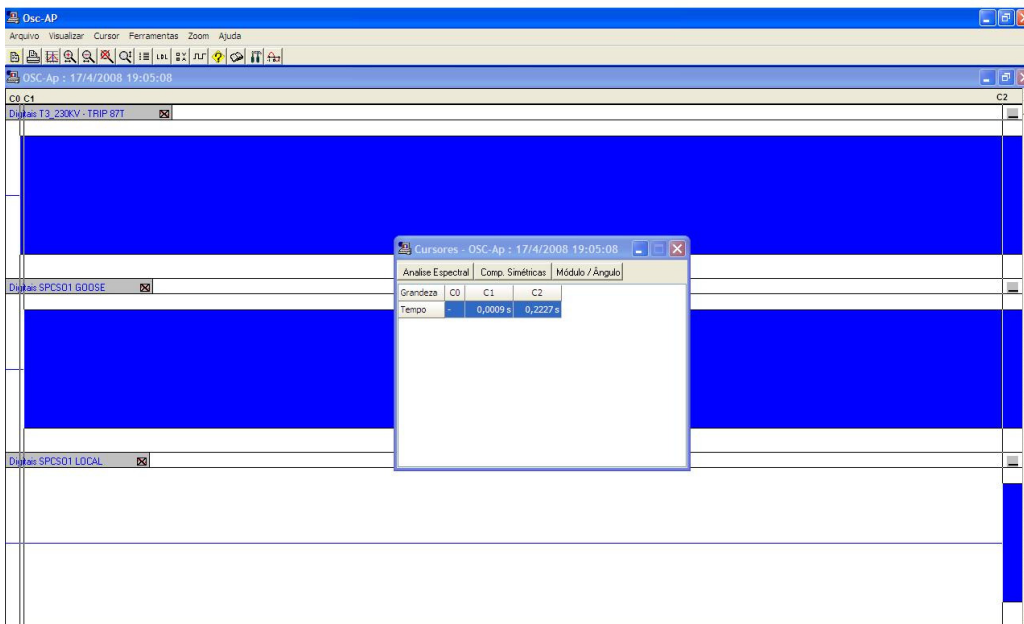 Osc-AP
Arquivo Visualizar Cursor Ferramentas Zoom Ajuda
OSC-Ap : 17/4/2008 19:05:08
C0 C1 C2
Digitais T3_230KV - TRIP 87T
Cursores - OSC-Ap : 17/4/2008 19:05:08
Analise Espectral Comp. Simétricas Módulo / Ângulo
Grandeza C0 C1 C2
Tempo - 0,0009 s 0,2227 s
Digitais SPCS01 GOOSE
Digitais SPCS01 LOCAL